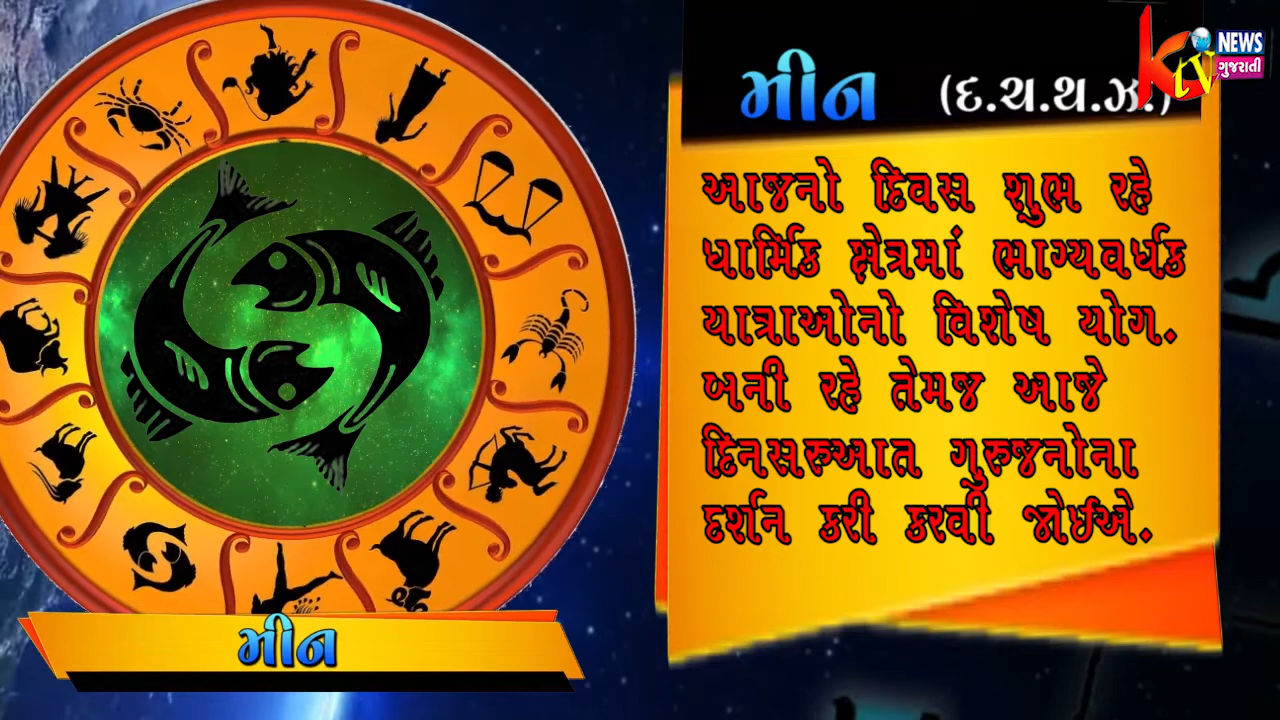 મીન (દ.ચ.થ.ઝ.)
Ktv NEWS
ગુજરાતી
આજનો દિવસ શુભ રહે
ધાર્મિક ક્ષેત્રમાં ભાગ્યવર્ધક
યાત્રાઓનો વિશેષ યોગ.
બની રહે તેમજ આજે
દિનસરુઆત ગુરુજનોના
દર્શન કરી કરવી જોઈએ.
મીન